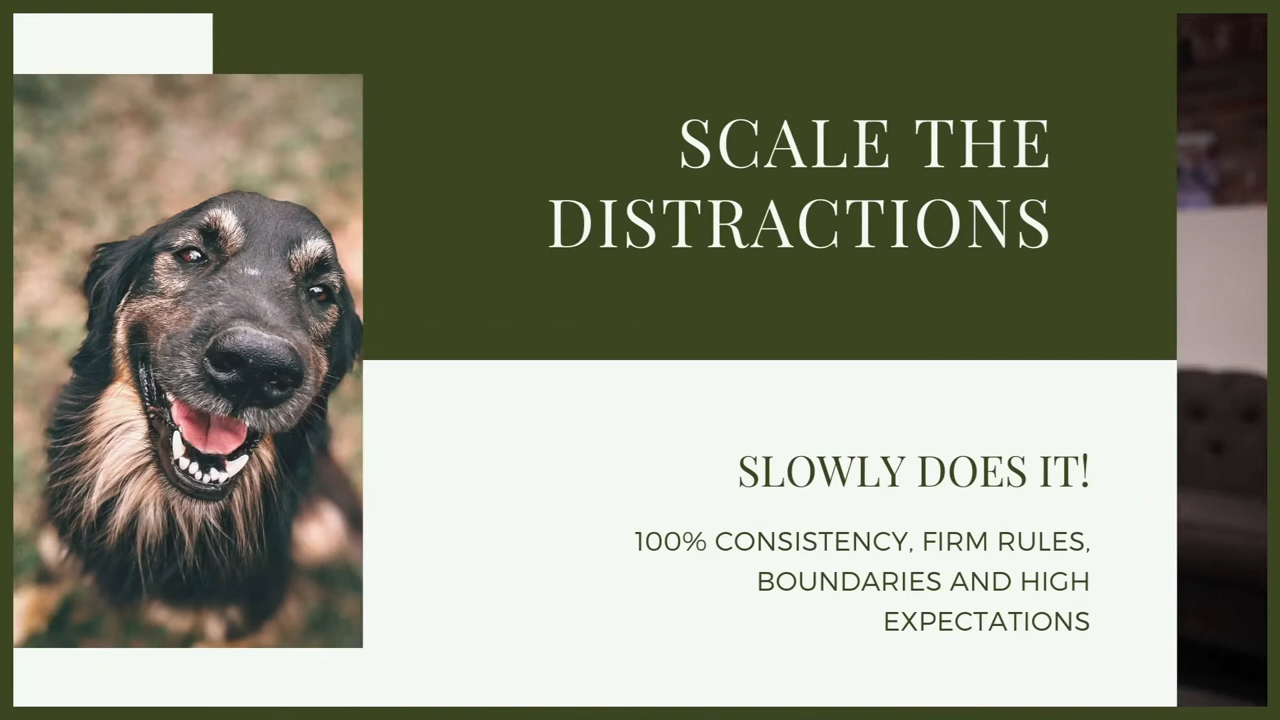 SCALE THE
DISTRACTIONS
SLOWLY DOES IT!
100% CONSISTENCY, FIRM RULES,
BOUNDARIES AND HIGH
EXPECTATIONS